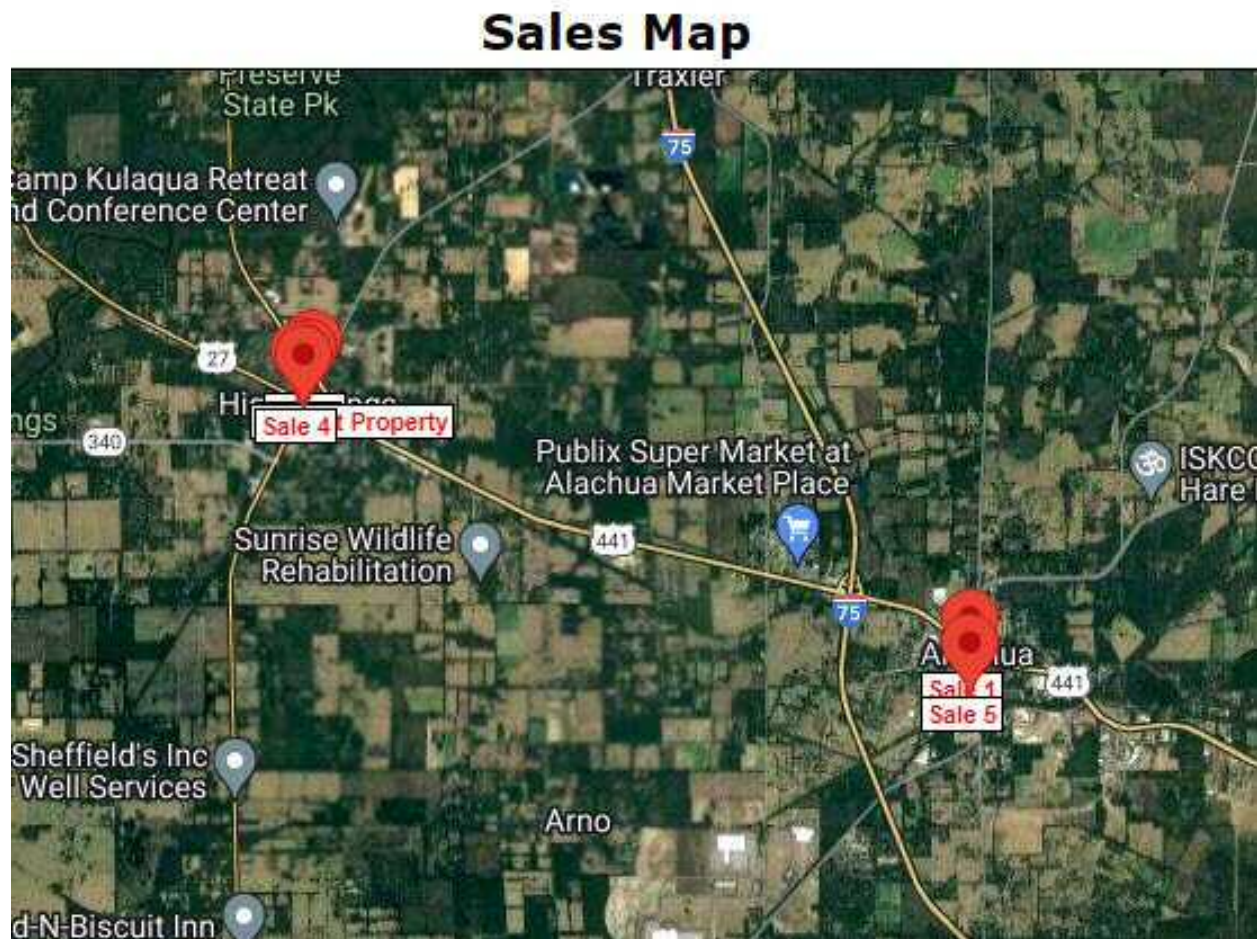 Sales Map
Preserve
State Pk
Traxler
75
Camp Kulaqua Retreat
nd Conference Center
27
Sale 4
t Property
ngs
340
Publix Super Market at
Alachua Market Place
ISKCO
Hare
Sunrise Wildlife
Rehabilitation
441
75
Sale 1
441
Sale 5
Sheffield's Inc
Well Services
Arno
d-N-Biscuit Inn